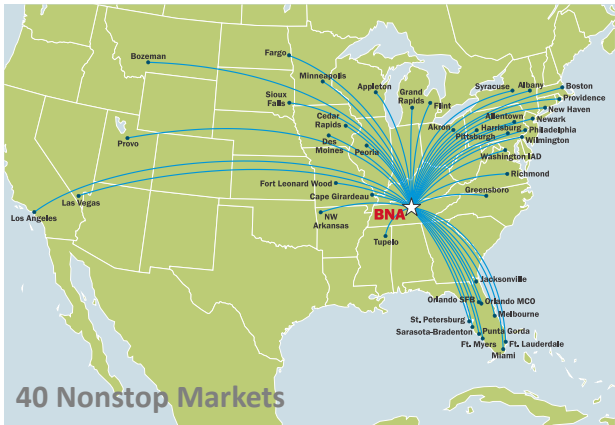 Bozeman
Fargo
Minneapolis
Appleton
Grand
Rapids
Flint
Syracuse
Albany
Boston
Providence
New Haven
Newark
Allentown
Harrisburg
Philadelphia
Akron
Pittsburgh
Wilmington
Washington IAD
Richmond
Greensboro
Sioux
Falls
Cedar
Rapids
Des
Moines
Peoria
Provo
Fort Leonard Wood
Cape Girardeau
Las Vegas
Los Angeles
NW
Arkansas
BNA
Tupelo
Jacksonville
Orlando SFB
Orlando MCO
Melbourne
St. Petersburg
Sarasota-Bradenton
Punta Gorda
Ft. Myers
Ft. Lauderdale
Miami
40 Nonstop Markets